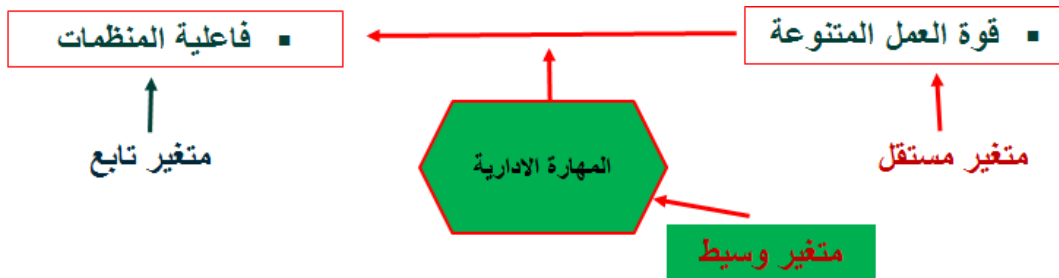 ▪ قوة العمل المتنوعة
▪ فاعلية المنظمات
متغير مستقل
المهارة الادارية
متغير تابع
متغير وسيط